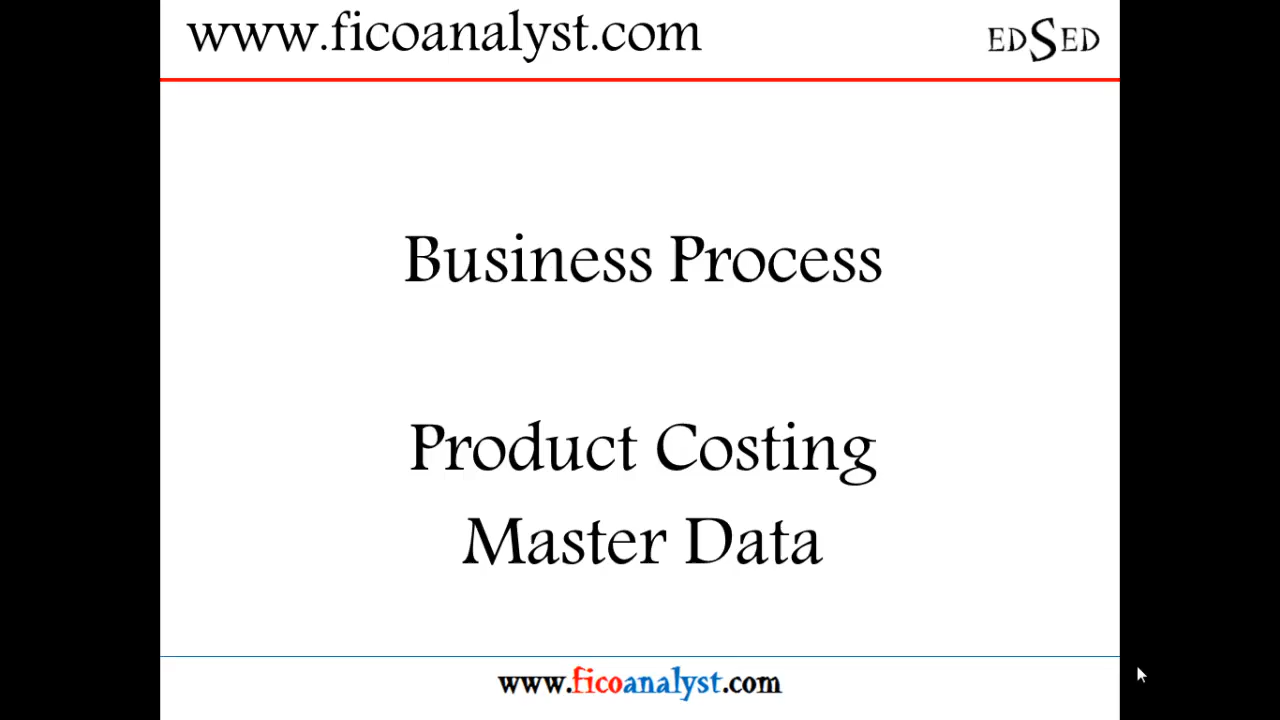 www.ficoanalyst.com
EDSED
Business Process
Product Costing
Master Data
www.ficoanalyst.com